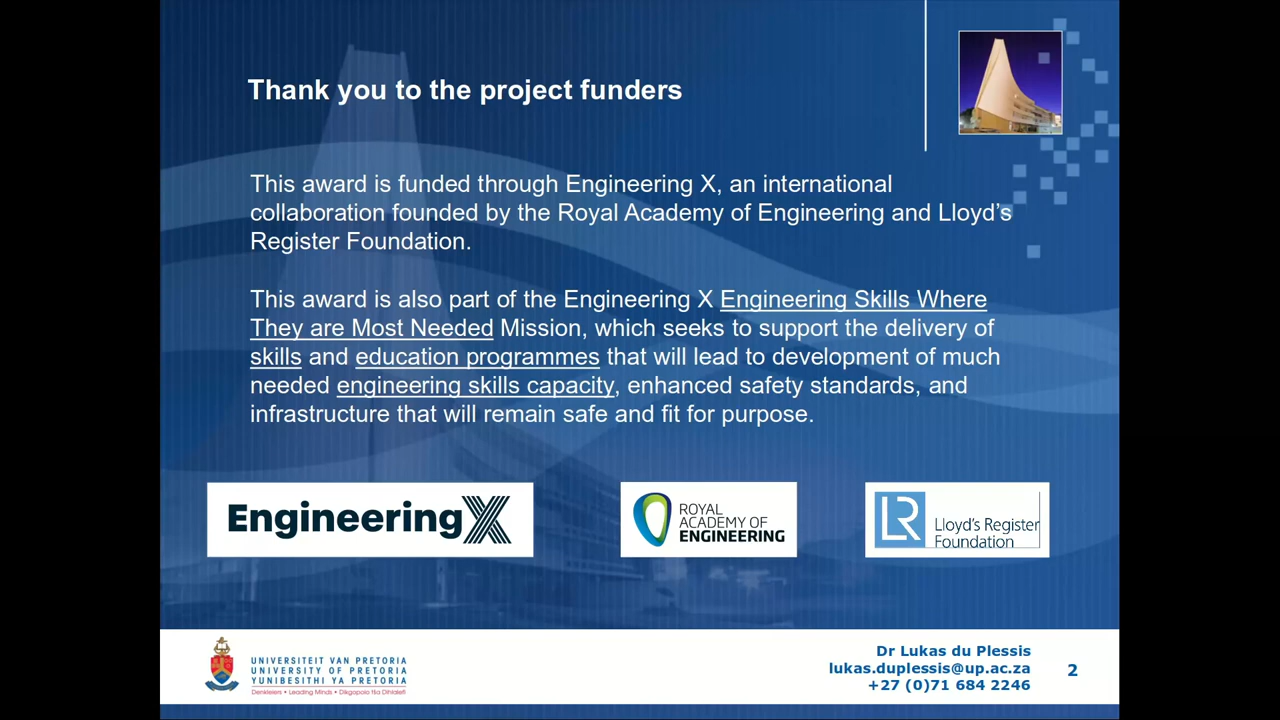 Thank you to the project funders
This award is funded through Engineering X, an international
collaboration founded by the Royal Academy of Engineering and Lloyd’s
Register Foundation.
This award is also part of the Engineering X Engineering Skills Where
They are Most Needed Mission, which seeks to support the delivery of
skills and education programmes that will lead to development of much
needed engineering skills capacity, enhanced safety standards, and
infrastructure that will remain safe and fit for purpose.
EngineeringX
ROYAL
ACADEMY OF
ENGINEERING
LR
Lloyd's Register
Foundation
UNIVERSITEIT VAN PRETORIA
UNIVERSITY OF PRETORIA
YUNIBESITHI YA PRETORIA
Denkleiers • Leading Minds • Dikgopolo tša Dihlalefi
Dr Lukas du Plessis
lukas.duplessis@up.ac.za
+27 (0)71 684 2246
2